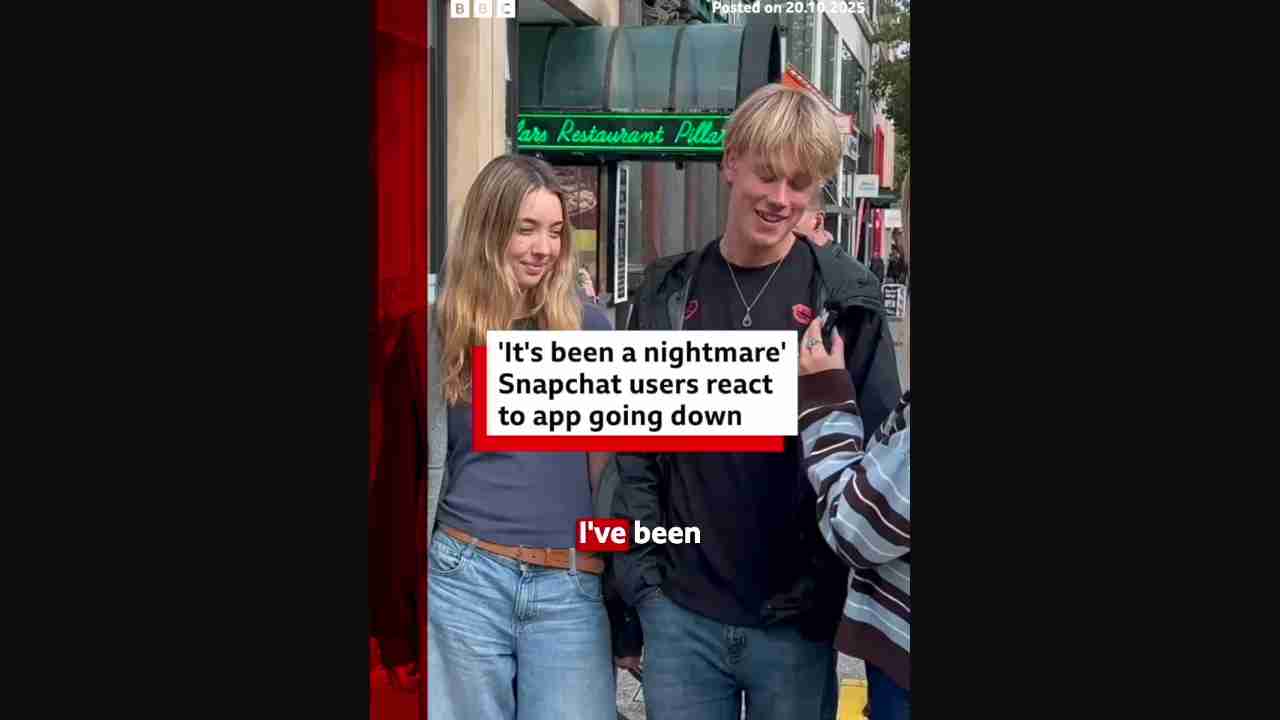 BBC
Posted on 20.10.2025
Restaurant
'It's been a nightmare'
Snapchat users react
to app going down
I've been